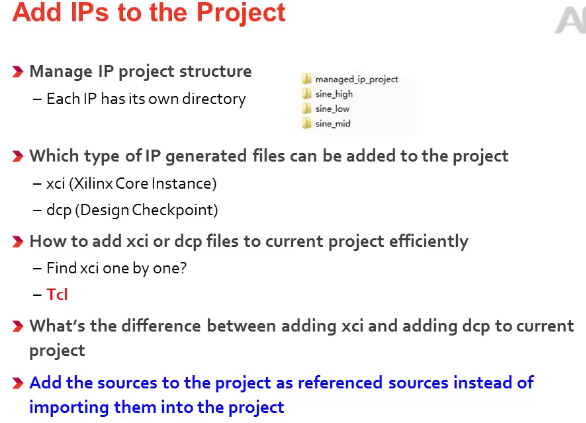 Add IPs to the Project
Manage IP project structure
– Each IP has its own directory
managed_ip_project
sine_high
sine_low
sine_mid
Which type of IP generated files can be added to the project
– xci (Xilinx Core Instance)
– dcp (Design Checkpoint)
How to add xci or dcp files to current project efficiently
– Find xci one by one?
– Tcl
What's the difference between adding xci and adding dcp to current
project
Add the sources to the project as referenced sources instead of
importing them into the project